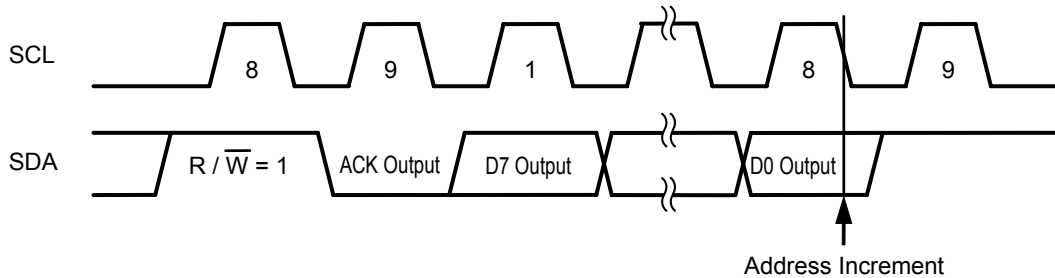 SCL
8 9 1 8 9
SDA
R / W̅ = 1 ACK Output D7 Output D0 Output
Address Increment